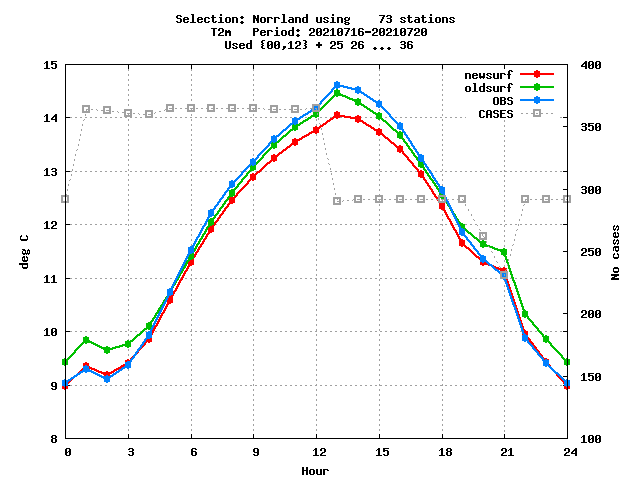 Selection: Norrland using    73 stations
T2m   Period: 20210716-20210720
Used {00,12} + 25 26 ... 36
newsurf
oldsurf
OBS
CASES
15
14
13
12
11
10
9
8
deg C
400
350
300
250
200
150
100
No cases
0 3 6 9 12 15 18 21 24
Hour